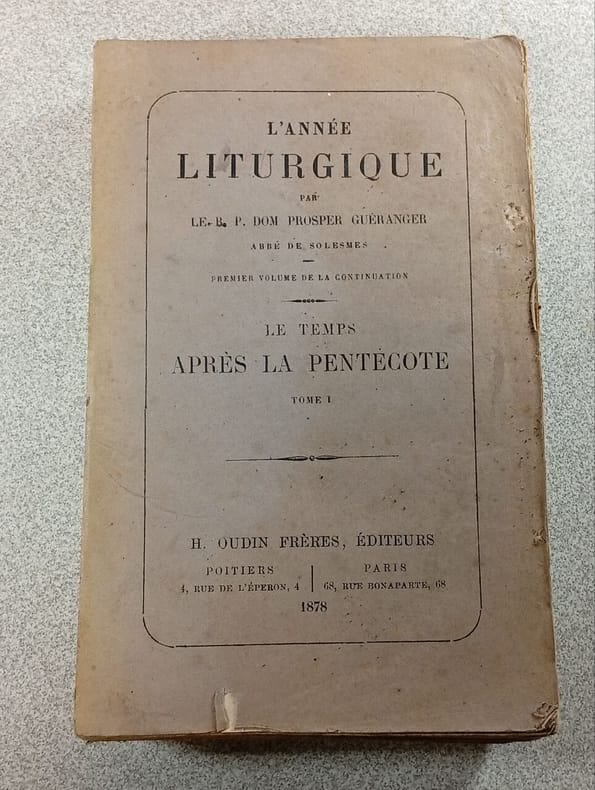 L'ANNÉE
LITURGIQUE
PAR
LE R. P. DOM PROSPER GUÉRANGER
ABBÉ DE SOLESMES
PREMIER VOLUME DE LA CONTINUATION
LE TEMPS
APRÈS LA PENTECOTE
TOME I
H. OUDIN FRÈRES, ÉDITEURS
POITIERS
4, RUE DE L'ÉPERON, 4
PARIS
68, RUE BONAPARTE, 68
1878